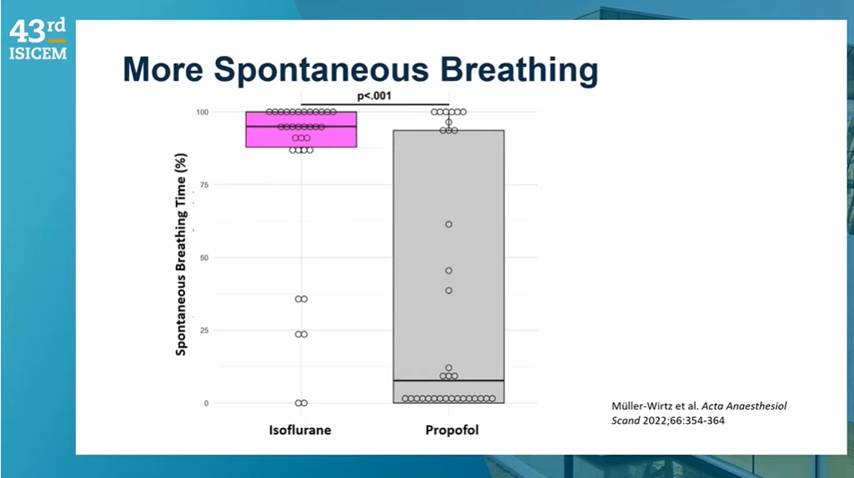 43rd
ISICEM
More Spontaneous Breathing
p<.001
Spontaneous Breathing Time (%)
100
75
50
25
0
Isoflurane
Propofol
Müller-Wirtz et al. Acta Anaesthesiol
Scand 2022;66:354-364